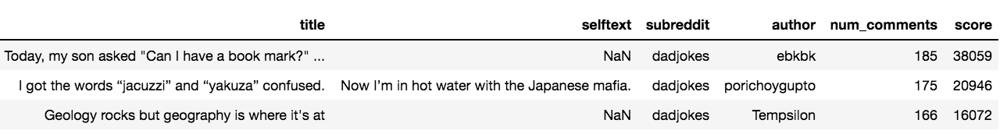 title selftext subreddit author num_comments score
Today, my son asked "Can I have a book mark?" ... NaN dadjokes ebkbk 185 38059
I got the words “jacuzzi” and “yakuza” confused. Now I’m in hot water with the Japanese mafia. dadjokes porichoygupto 175 20946
Geology rocks but geography is where it's at NaN dadjokes Tempsilon 166 16072